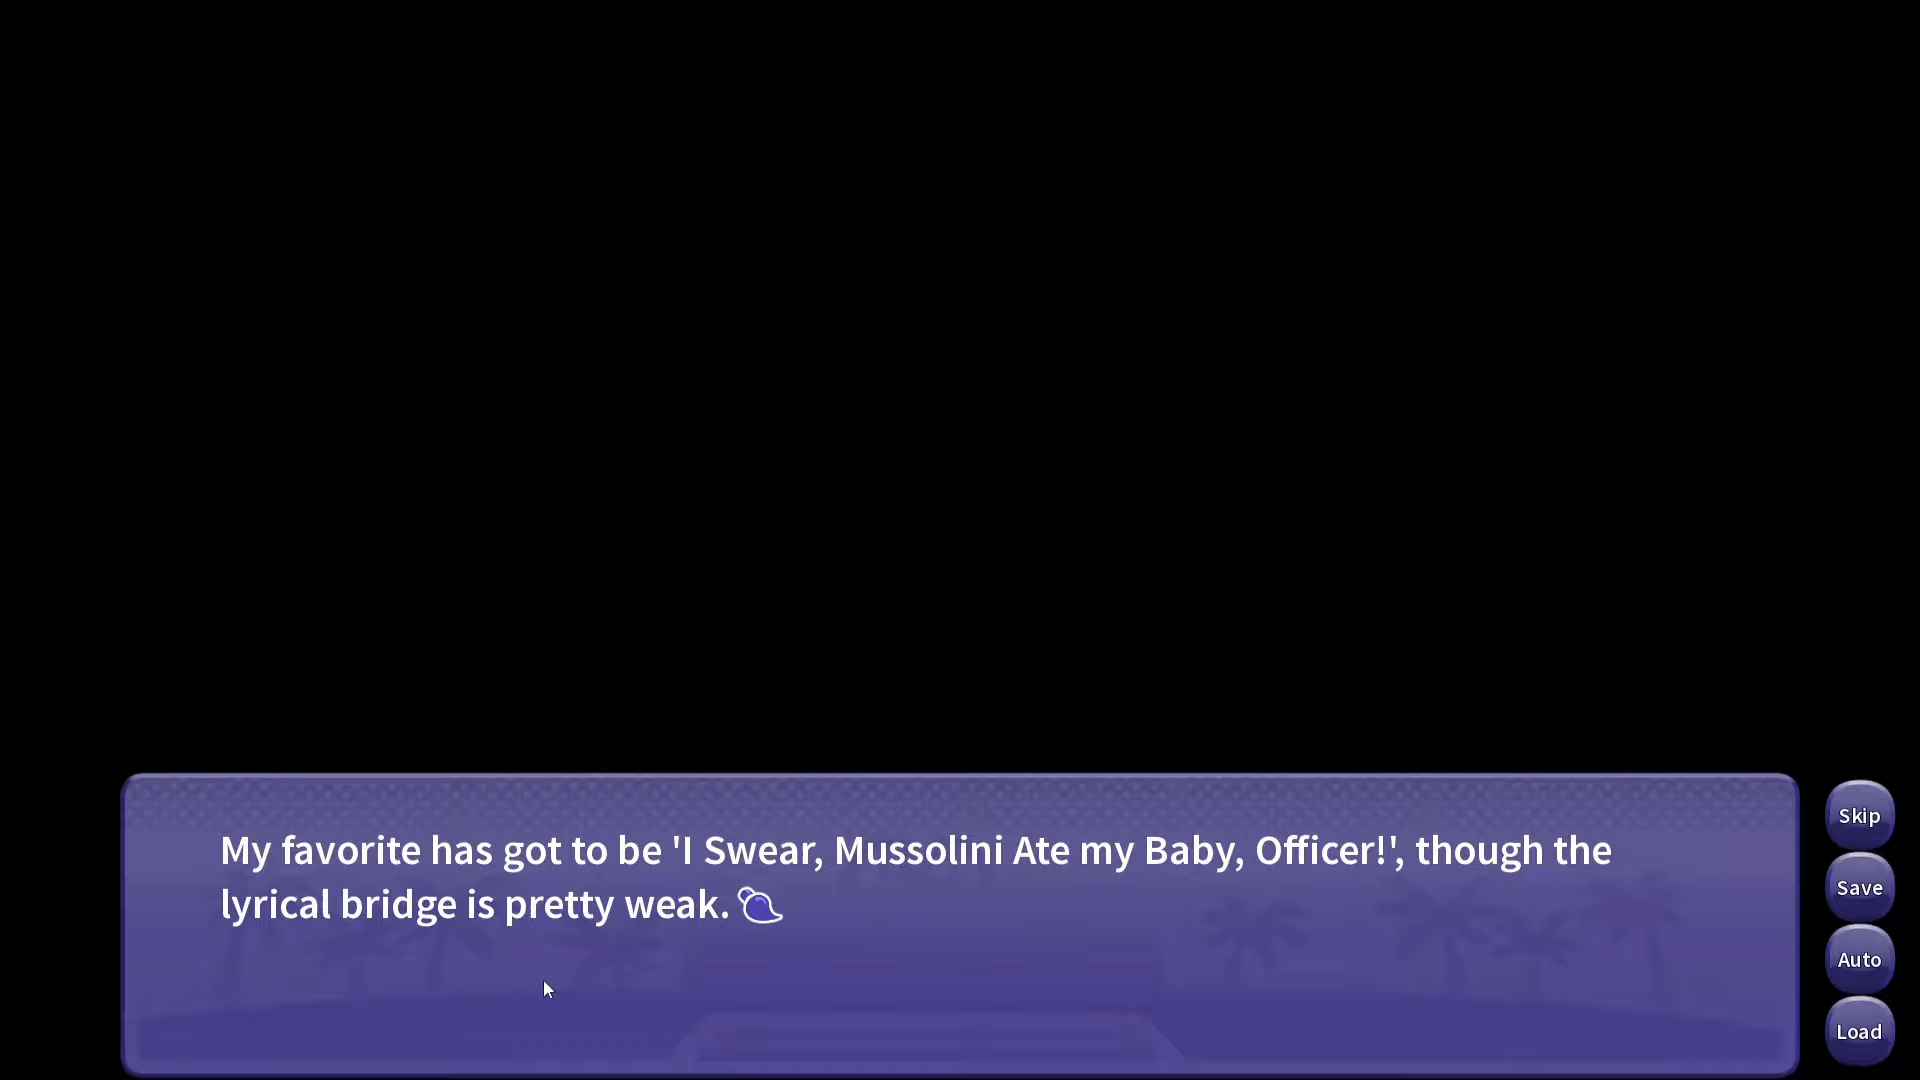 My favorite has got to be 'I Swear, Mussolini Ate my Baby, Officer!', though the
lyrical bridge is pretty weak.
Skip
Save
Auto
Load